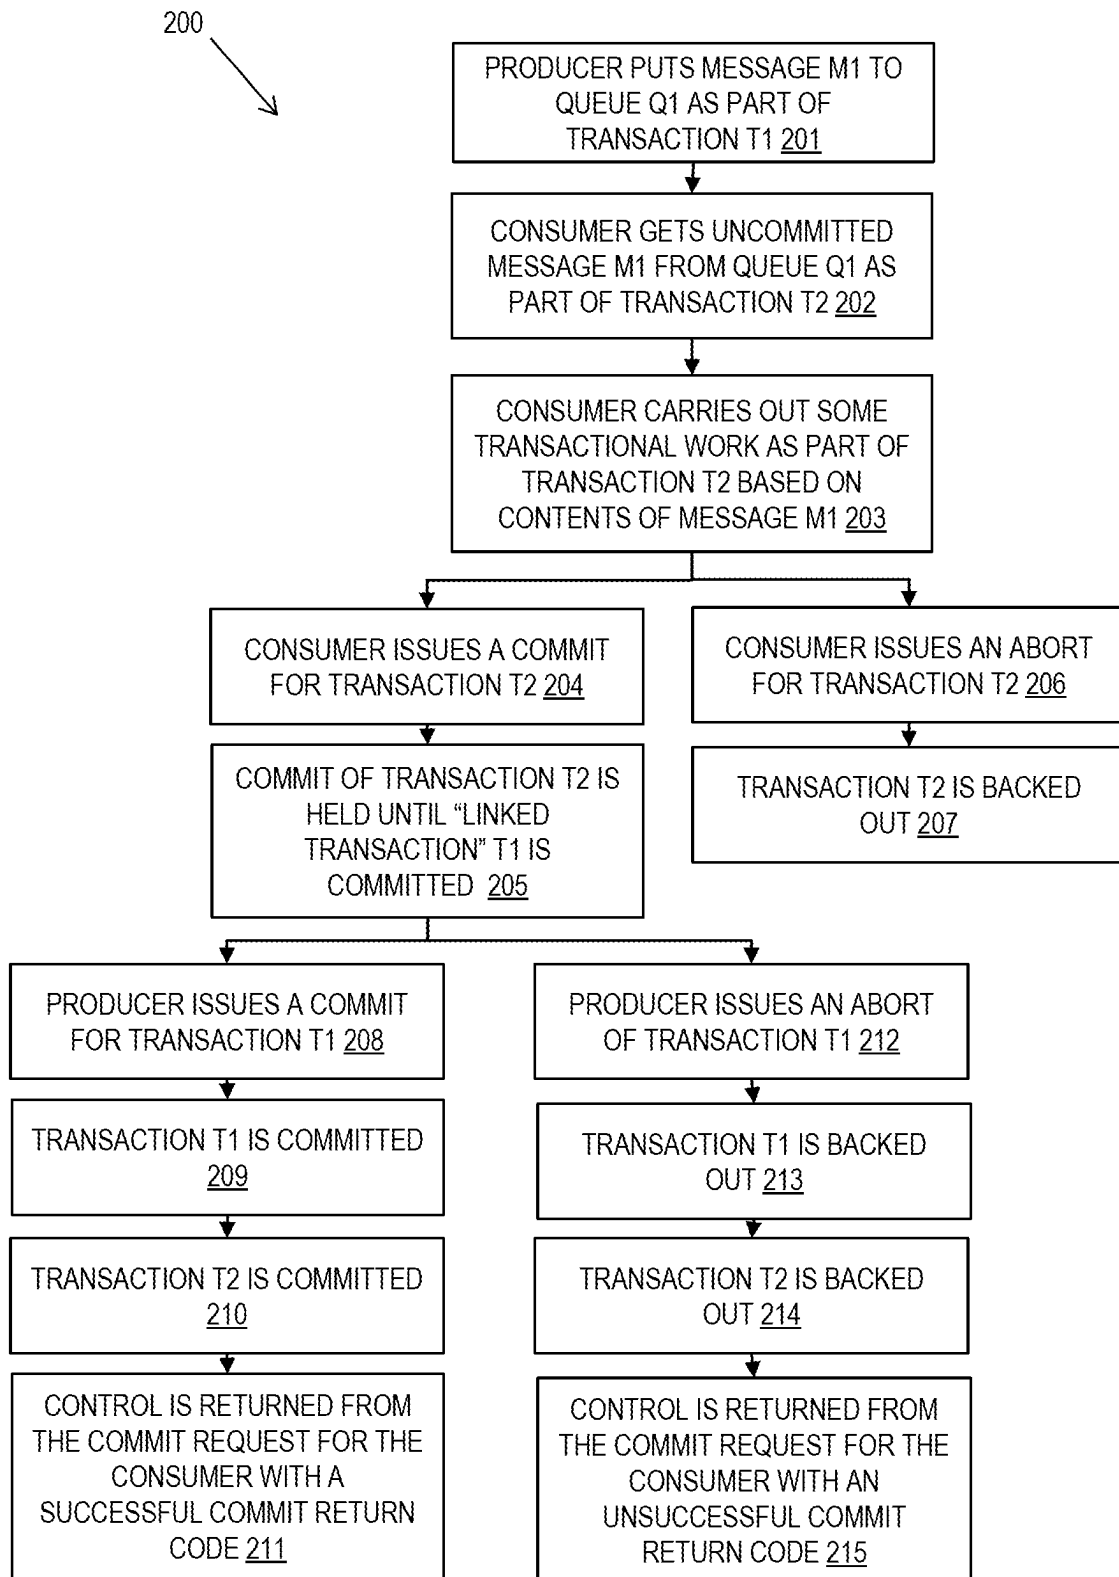 200
PRODUCER PUTS MESSAGE M1 TO
QUEUE Q1 AS PART OF
TRANSACTION T1 201
CONSUMER GETS UNCOMMITTED
MESSAGE M1 FROM QUEUE Q1 AS
PART OF TRANSACTION T2 202
CONSUMER CARRIES OUT SOME
TRANSACTIONAL WORK AS PART OF
TRANSACTION T2 BASED ON
CONTENTS OF MESSAGE M1 203
CONSUMER ISSUES A COMMIT
FOR TRANSACTION T2 204
CONSUMER ISSUES AN ABORT
FOR TRANSACTION T2 206
COMMIT OF TRANSACTION T2 IS
HELD UNTIL “LINKED
TRANSACTION” T1 IS
COMMITTED 205
TRANSACTION T2 IS BACKED
OUT 207
PRODUCER ISSUES A COMMIT
FOR TRANSACTION T1 208
PRODUCER ISSUES AN ABORT
OF TRANSACTION T1 212
TRANSACTION T1 IS COMMITTED
209
TRANSACTION T1 IS BACKED
OUT 213
TRANSACTION T2 IS COMMITTED
210
TRANSACTION T2 IS BACKED
OUT 214
CONTROL IS RETURNED FROM
THE COMMIT REQUEST FOR THE
CONSUMER WITH A
SUCCESSFUL COMMIT RETURN
CODE 211
CONTROL IS RETURNED FROM
THE COMMIT REQUEST FOR THE
CONSUMER WITH AN
UNSUCCESSFUL COMMIT
RETURN CODE 215